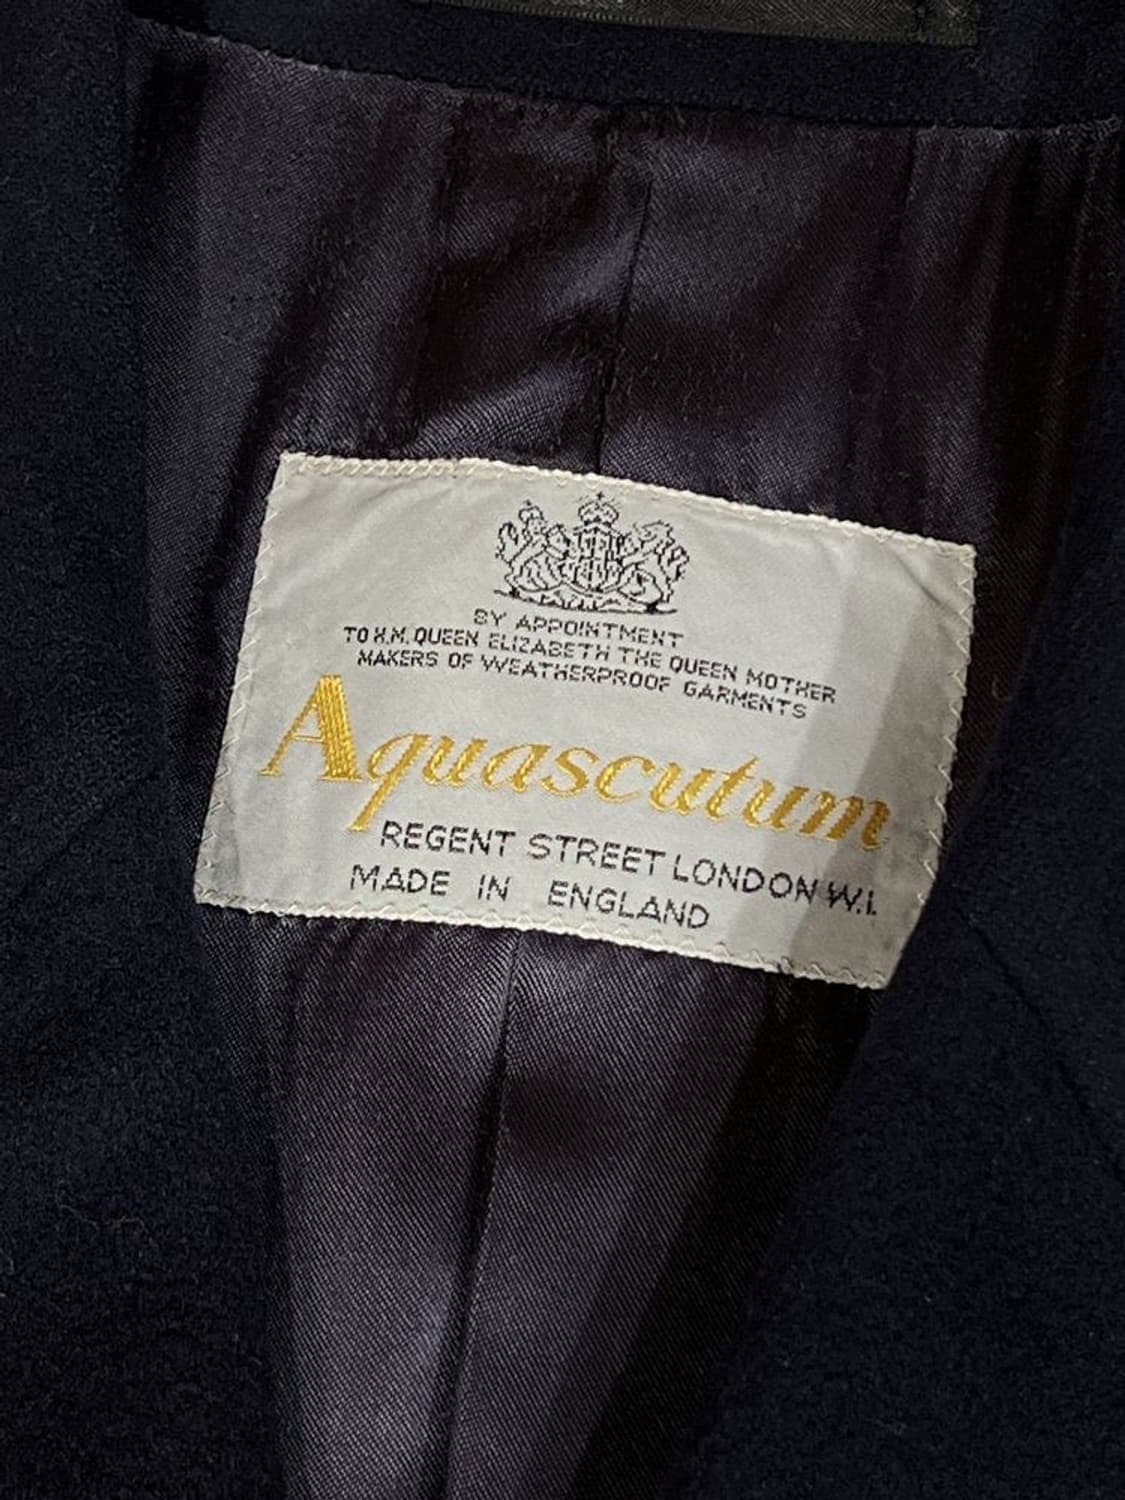 BY APPOINTMENT
TO H.M. QUEEN ELIZABETH THE QUEEN MOTHER
MAKERS OF WEATHERPROOF GARMENTS
Aquascutum
REGENT STREET LONDON W.1.
MADE IN ENGLAND